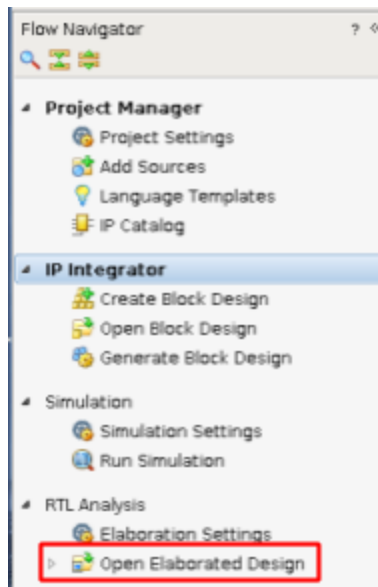 Flow Navigator ? «
Project Manager
Project Settings
Add Sources
Language Templates
IP Catalog
IP Integrator
Create Block Design
Open Block Design
Generate Block Design
Simulation
Simulation Settings
Run Simulation
RTL Analysis
Elaboration Settings
Open Elaborated Design